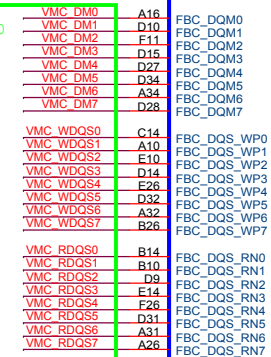 VMC_DM0 A16 FBC_DQM0
VMC_DM1 D10 FBC_DQM1
VMC_DM2 F11 FBC_DQM2
VMC_DM3 D15 FBC_DQM3
VMC_DM4 D27 FBC_DQM4
VMC_DM5 D34 FBC_DQM5
VMC_DM6 A34 FBC_DQM6
VMC_DM7 D28 FBC_DQM7
VMC_WDQS0 C14 FBC_DQS_WP0
VMC_WDQS1 A10 FBC_DQS_WP1
VMC_WDQS2 E10 FBC_DQS_WP2
VMC_WDQS3 D14 FBC_DQS_WP3
VMC_WDQS4 E26 FBC_DQS_WP4
VMC_WDQS5 D32 FBC_DQS_WP5
VMC_WDQS6 A32 FBC_DQS_WP6
VMC_WDQS7 B26 FBC_DQS_WP7
VMC_RDQS0 B14 FBC_DQS_RN0
VMC_RDQS1 B10 FBC_DQS_RN1
VMC_RDQS2 D9 FBC_DQS_RN2
VMC_RDQS3 E14 FBC_DQS_RN3
VMC_RDQS4 F26 FBC_DQS_RN4
VMC_RDQS5 D31 FBC_DQS_RN5
VMC_RDQS6 A31 FBC_DQS_RN6
VMC_RDQS7 A26 FBC_DQS_RN7